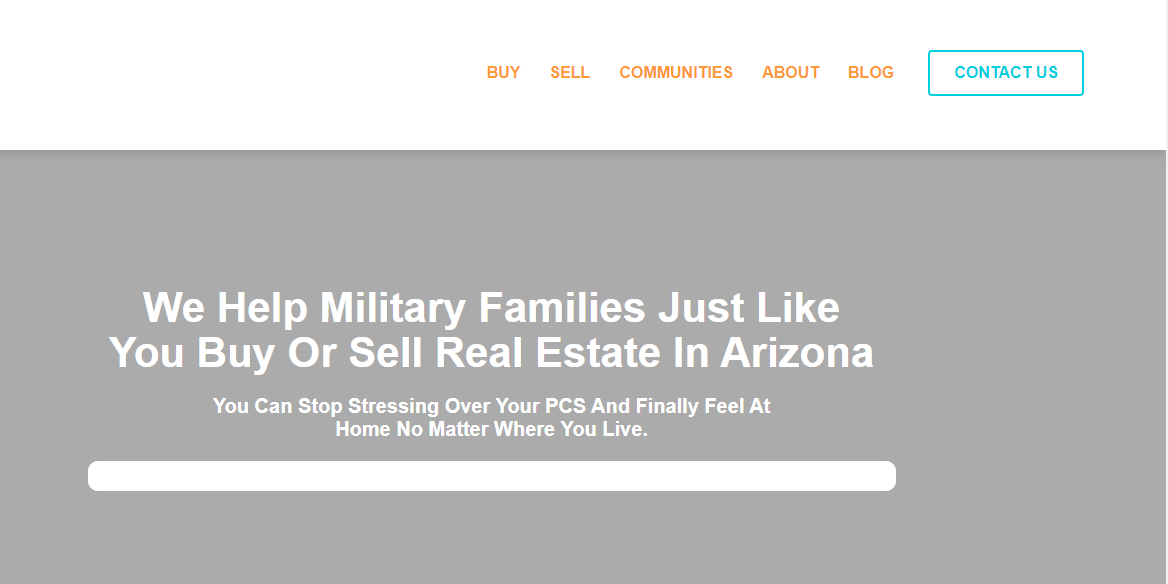 BUY SELL COMMUNITIES ABOUT BLOG CONTACT US
We Help Military Families Just Like
You Buy Or Sell Real Estate In Arizona
You Can Stop Stressing Over Your PCS And Finally Feel At
Home No Matter Where You Live.